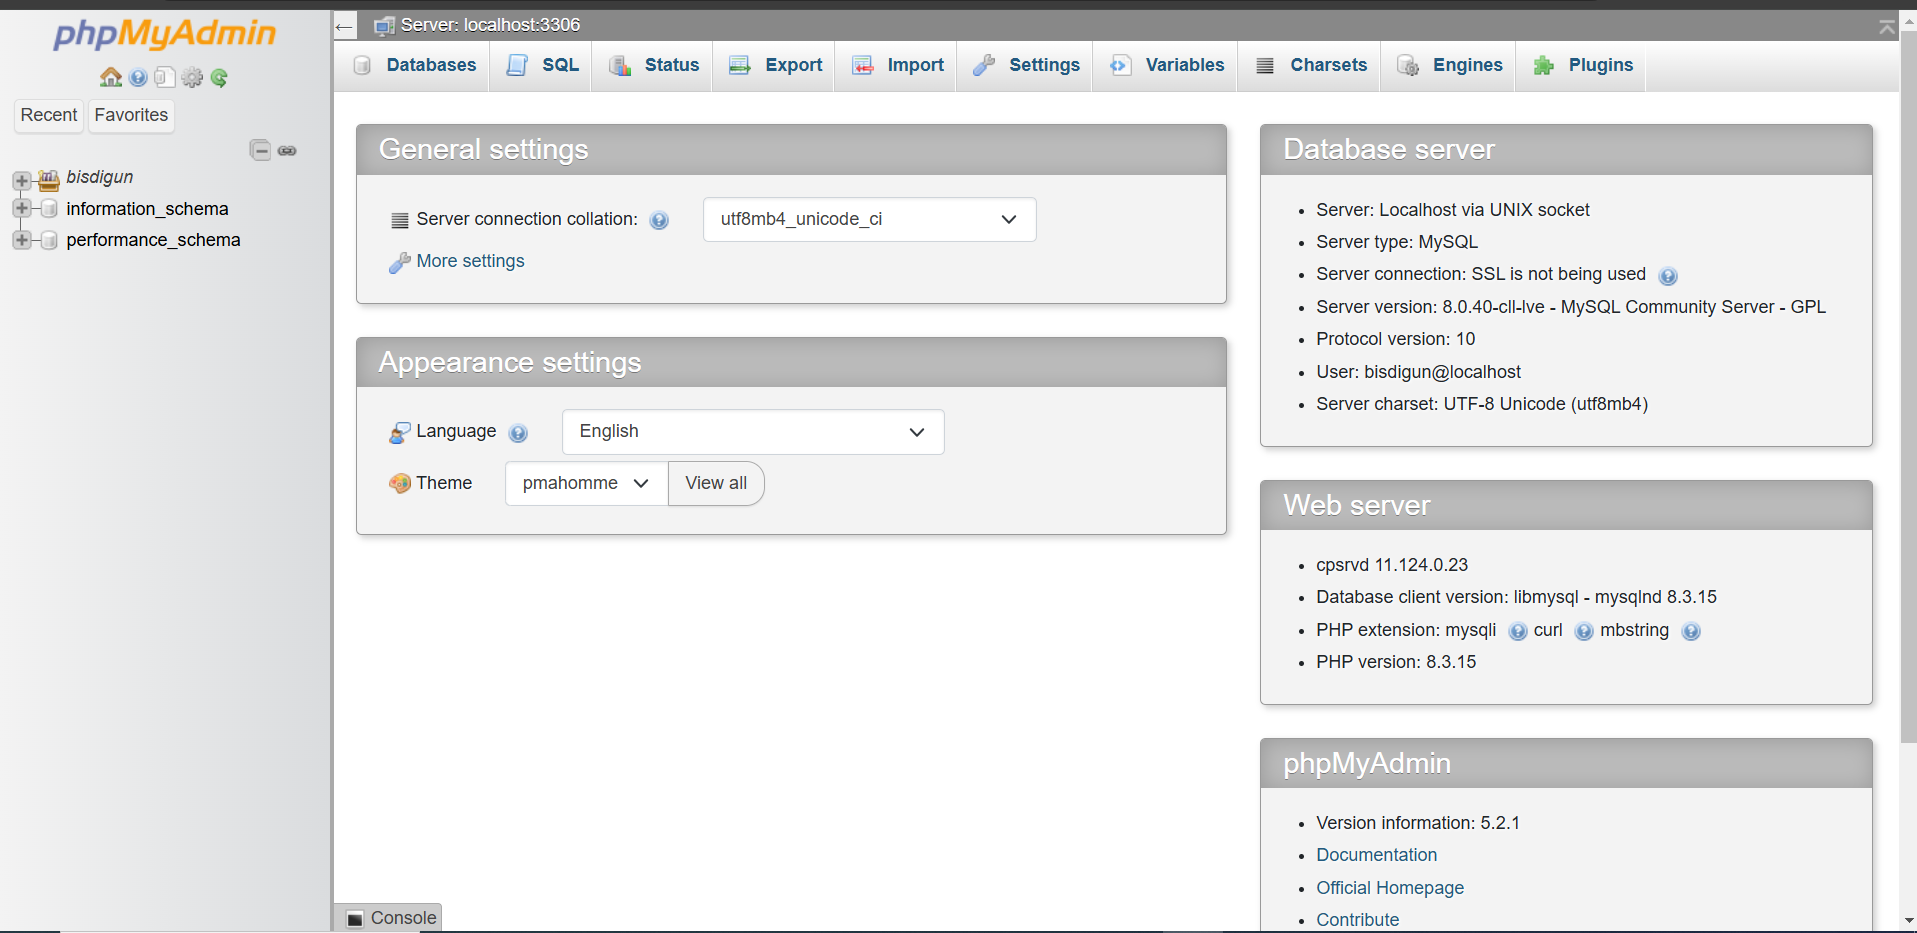 phpMyAdmin
Recent
Favorites
bisdigun
information_schema
performance_schema
Server: localhost:3306
Databases
SQL
Status
Export
Import
Settings
Variables
Charsets
Engines
Plugins
General settings
Server connection collation:
utf8mb4_unicode_ci
More settings
Appearance settings
Language
English
Theme
pmahomme
View all
Database server
Server: Localhost via UNIX socket
Server type: MySQL
Server connection: SSL is not being used
Server version: 8.0.40-cll-lve - MySQL Community Server - GPL
Protocol version: 10
User: bisdigun@localhost
Server charset: UTF-8 Unicode (utf8mb4)
Web server
cpsrvd 11.124.0.23
Database client version: libmysql - mysqlnd 8.3.15
PHP extension: mysqli curl mbstring
PHP version: 8.3.15
phpMyAdmin
Version information: 5.2.1
Documentation
Official Homepage
Contribute
Console